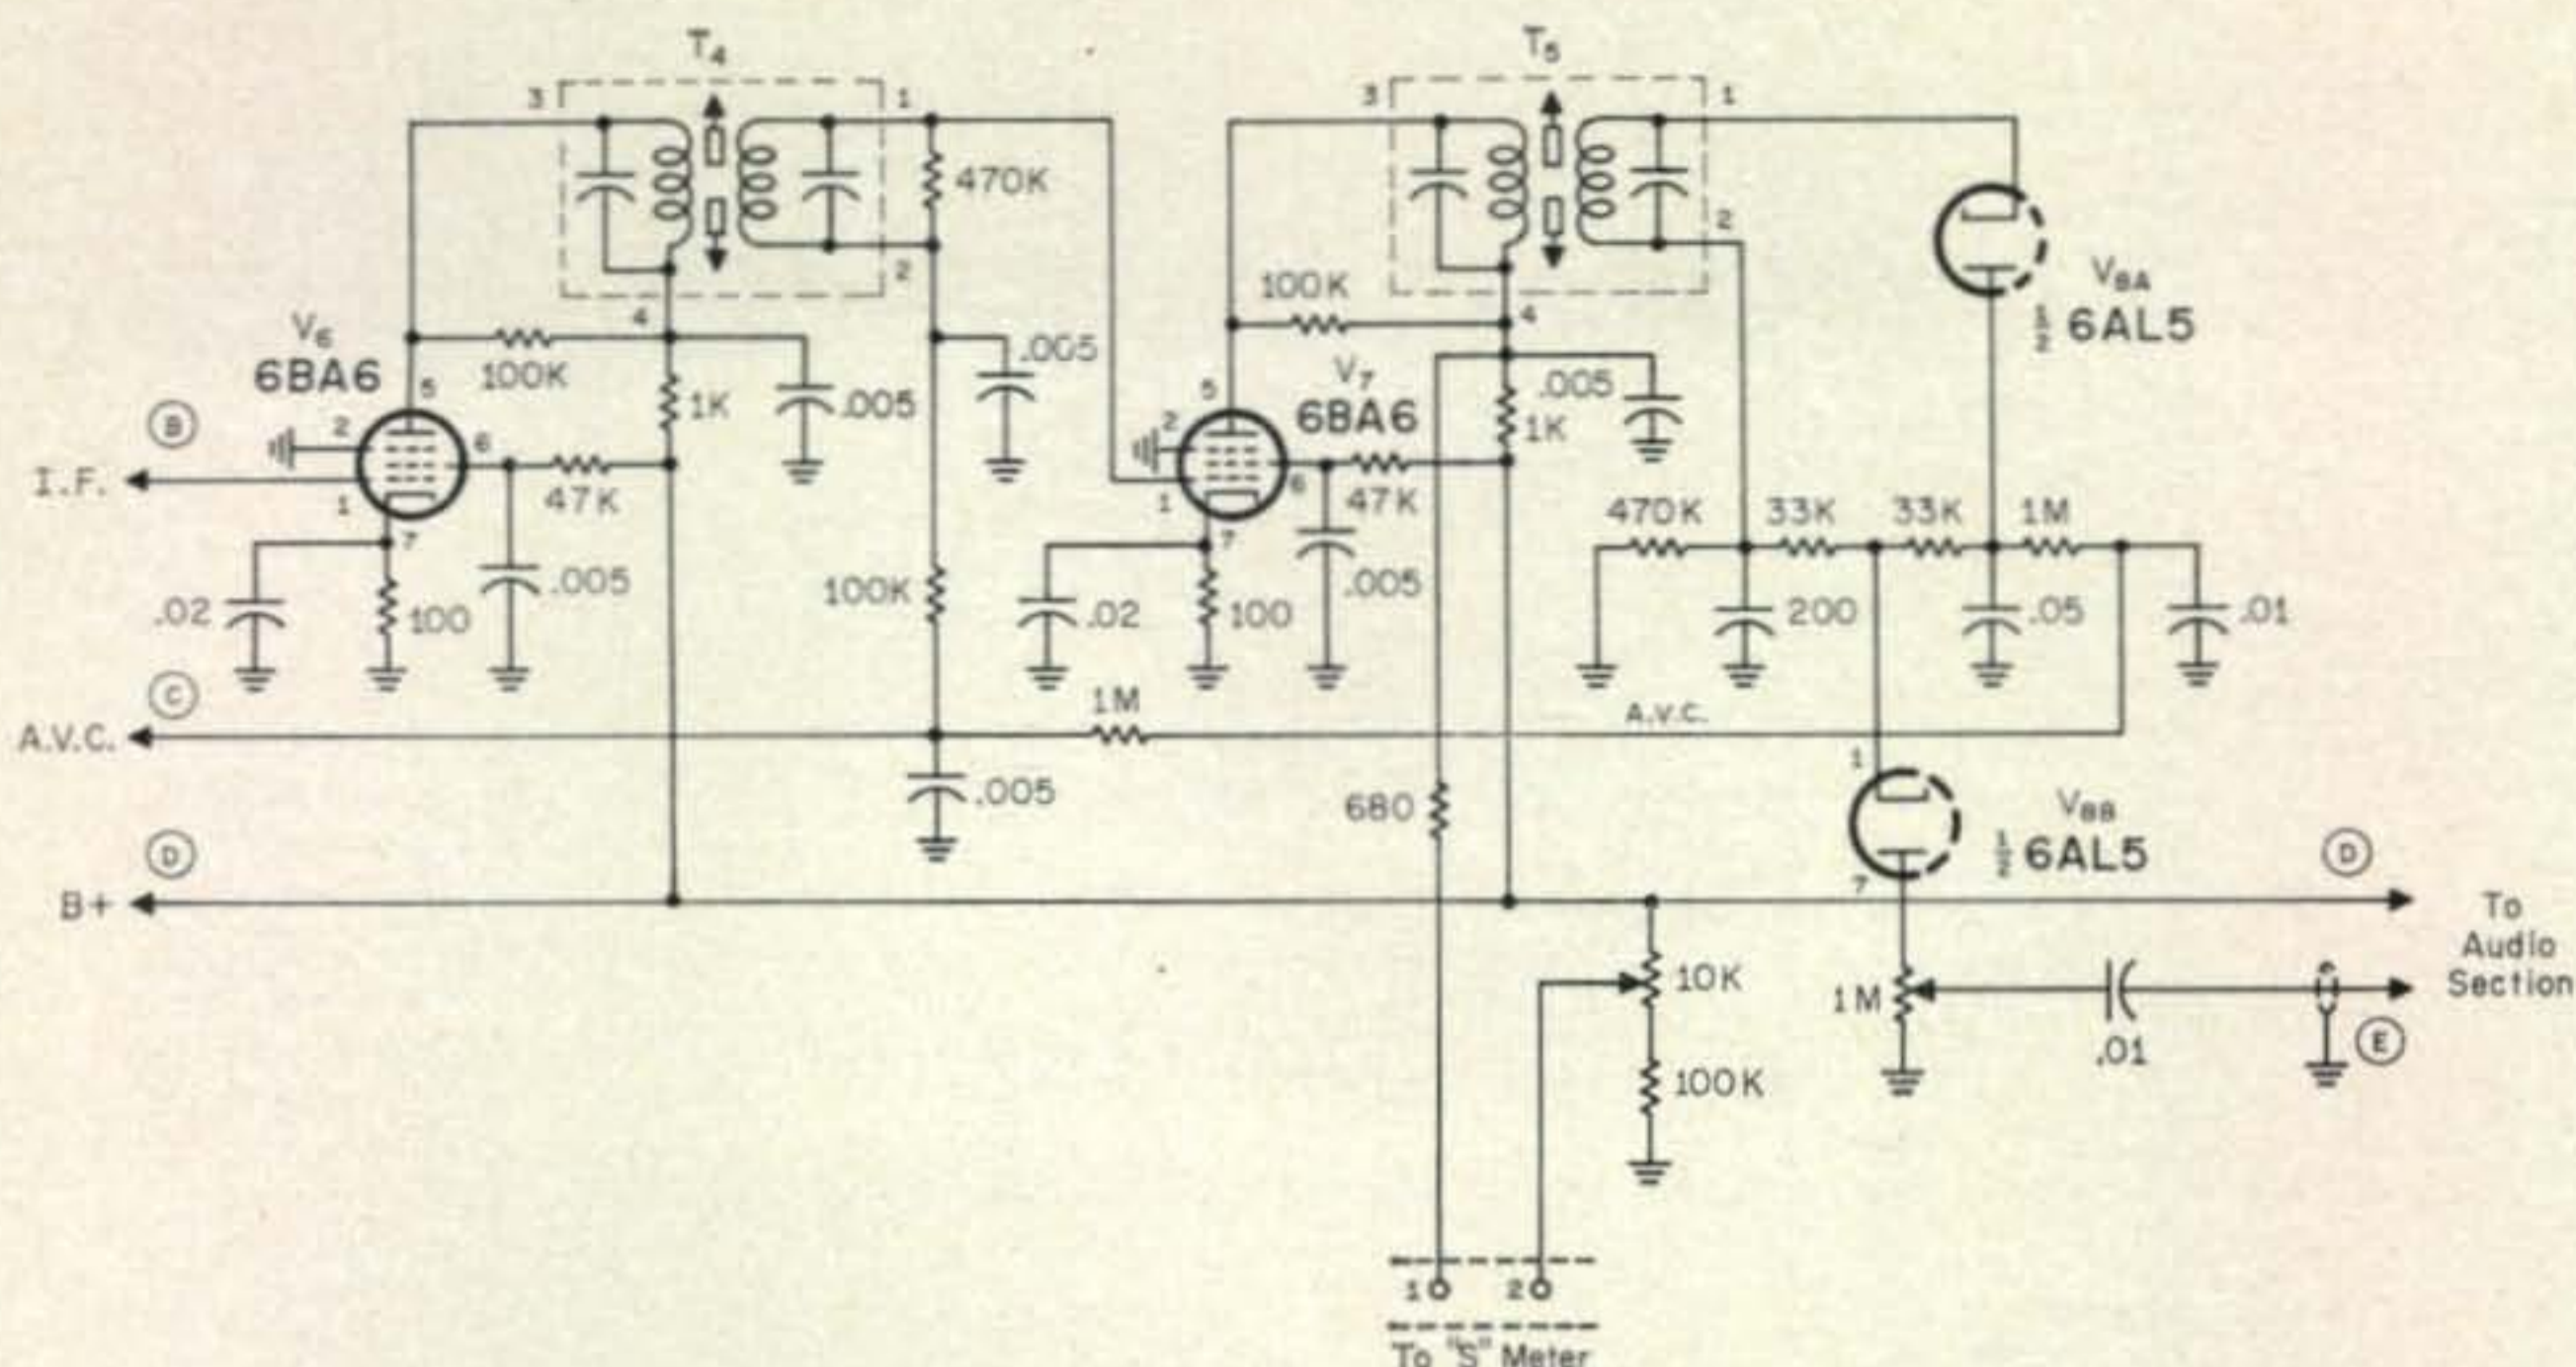 T4
T5
3
1
3
1
470K
2
2
100K
V8A
½ 6AL5
V6
6BA6
4
4
.005
100K
5
1K
.005
5
V7
6BA6
.005
1K
B
2
6
2
I.F.
1
47K
1
6
47K
470K
33K
33K
1M
7
7
.02
100
.005
100K
.02
100
.005
200
.05
.01
C
1M
A.V.C.
A.V.C.
1
.005
680
V8B
½ 6AL5
D
D
7
B+
To
Audio
Section
10K
1M
.01
E
100K
1
2
To "S" Meter